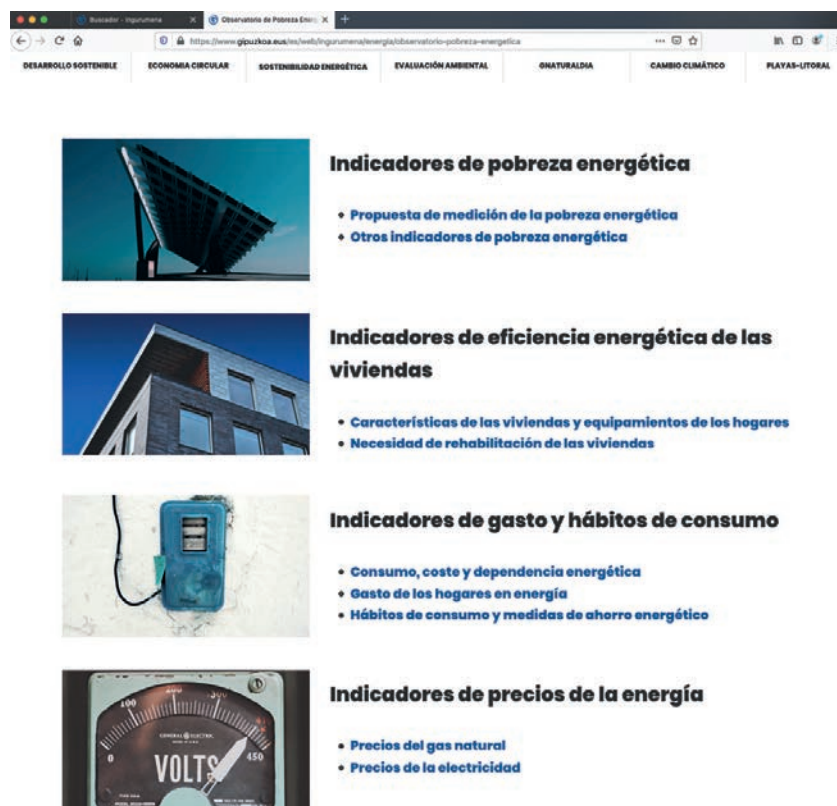 Buscador - Ingurumena
Observatorio de Pobreza Energ
https://www.gipuzkoa.eus/es/web/ingurumena/energia/observatorio-pobreza-energetica
DESARROLLO SOSTENIBLE
ECONOMIA CIRCULAR
SOSTENIBILIDAD ENERGÉTICA
EVALUACIÓN AMBIENTAL
GNATURALDIA
CAMBIO CLIMÁTICO
PLAYAS-LITORAL
Indicadores de pobreza energética
Propuesta de medición de la pobreza energética
Otros indicadores de pobreza energética
Indicadores de eficiencia energética de las
viviendas
Características de las viviendas y equipamientos de los hogares
Necesidad de rehabilitación de las viviendas
Indicadores de gasto y hábitos de consumo
Consumo, coste y dependencia energética
Gasto de los hogares en energía
Hábitos de consumo y medidas de ahorro energético
Indicadores de precios de la energía
Precios del gas natural
Precios de la electricidad
GENERAL ELECTRIC
0
450
VOLTS